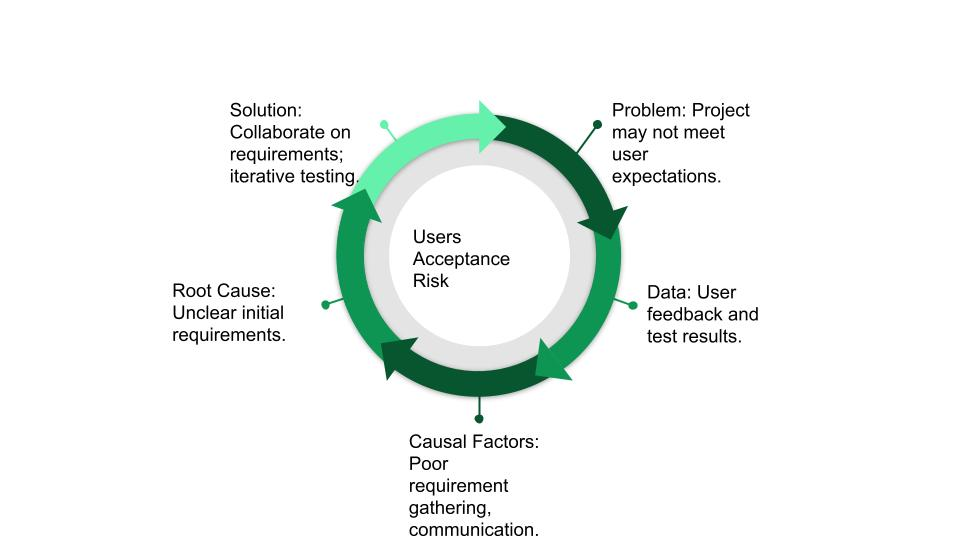 Solution:
Collaborate on
requirements;
iterative testing.
Problem: Project
may not meet
user
expectations.
Users
Acceptance
Risk
Root Cause:
Unclear initial
requirements.
Data: User
feedback and
test results.
Causal Factors:
Poor
requirement
gathering,
communication.